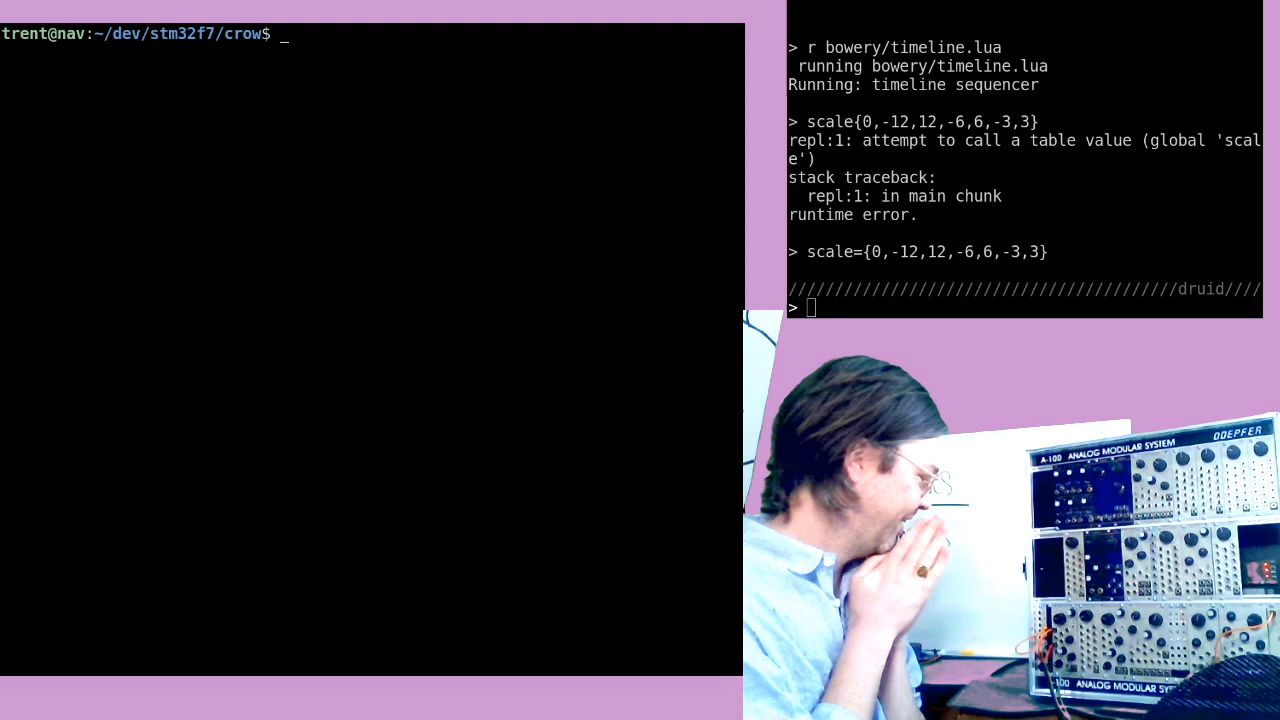 trent@nav:~/dev/stm32f7/crow$ _
> r bowery/timeline.lua
 running bowery/timeline.lua
Running: timeline sequencer
> scale{0,-12,12,-6,6,-3,3}
repl:1: attempt to call a table value (global 'scal
e')
stack traceback:
  repl:1: in main chunk
runtime error.
> scale={0,-12,12,-6,6,-3,3}
//////////////////////////////////////////druid////
>
A-100 ANALOG MODULAR SYSTEM DOEPFER
-100 ANALOG MODULAR SYS